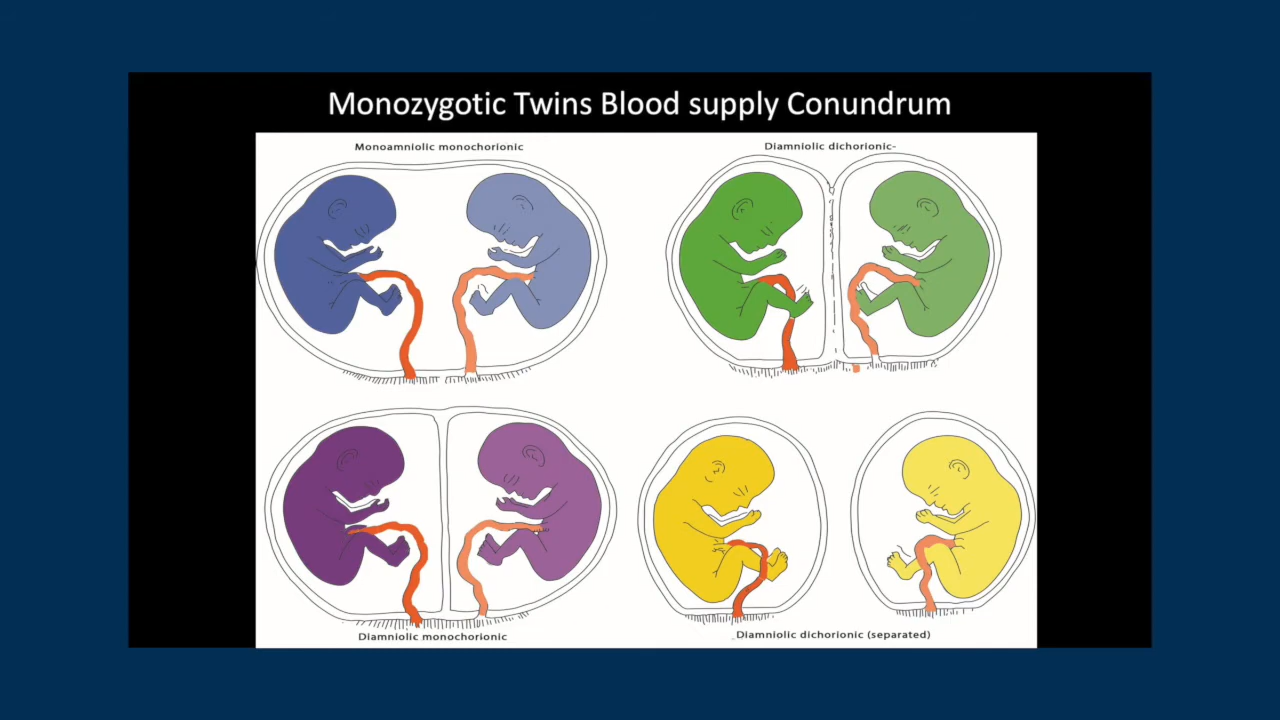 Monozygotic Twins Blood supply Conundrum
Monoamniolic monochorionic
Diamniolic dichorionic-
Diamniolic monochorionic
Diamniolic dichorionic (separated)